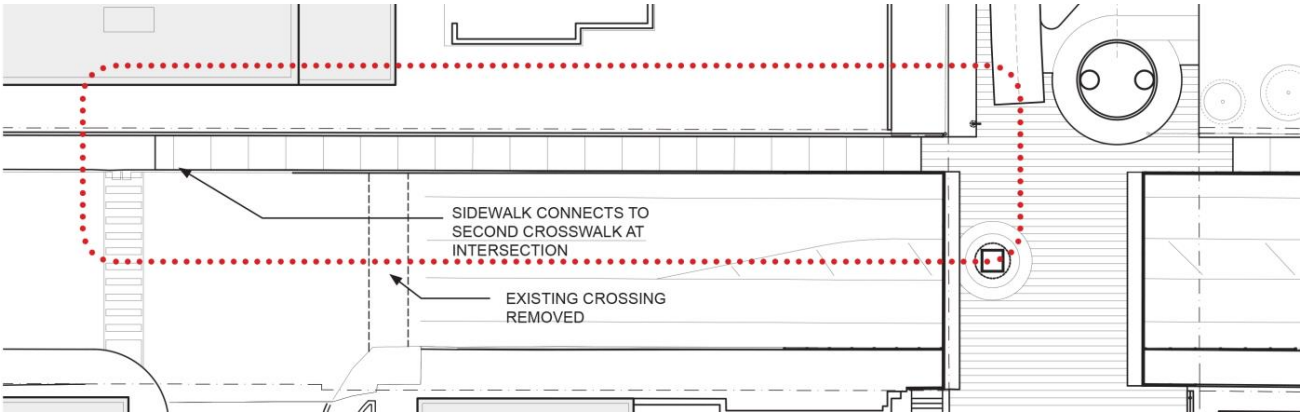 SIDEWALK CONNECTS TO
SECOND CROSSWALK AT
INTERSECTION
EXISTING CROSSING
REMOVED